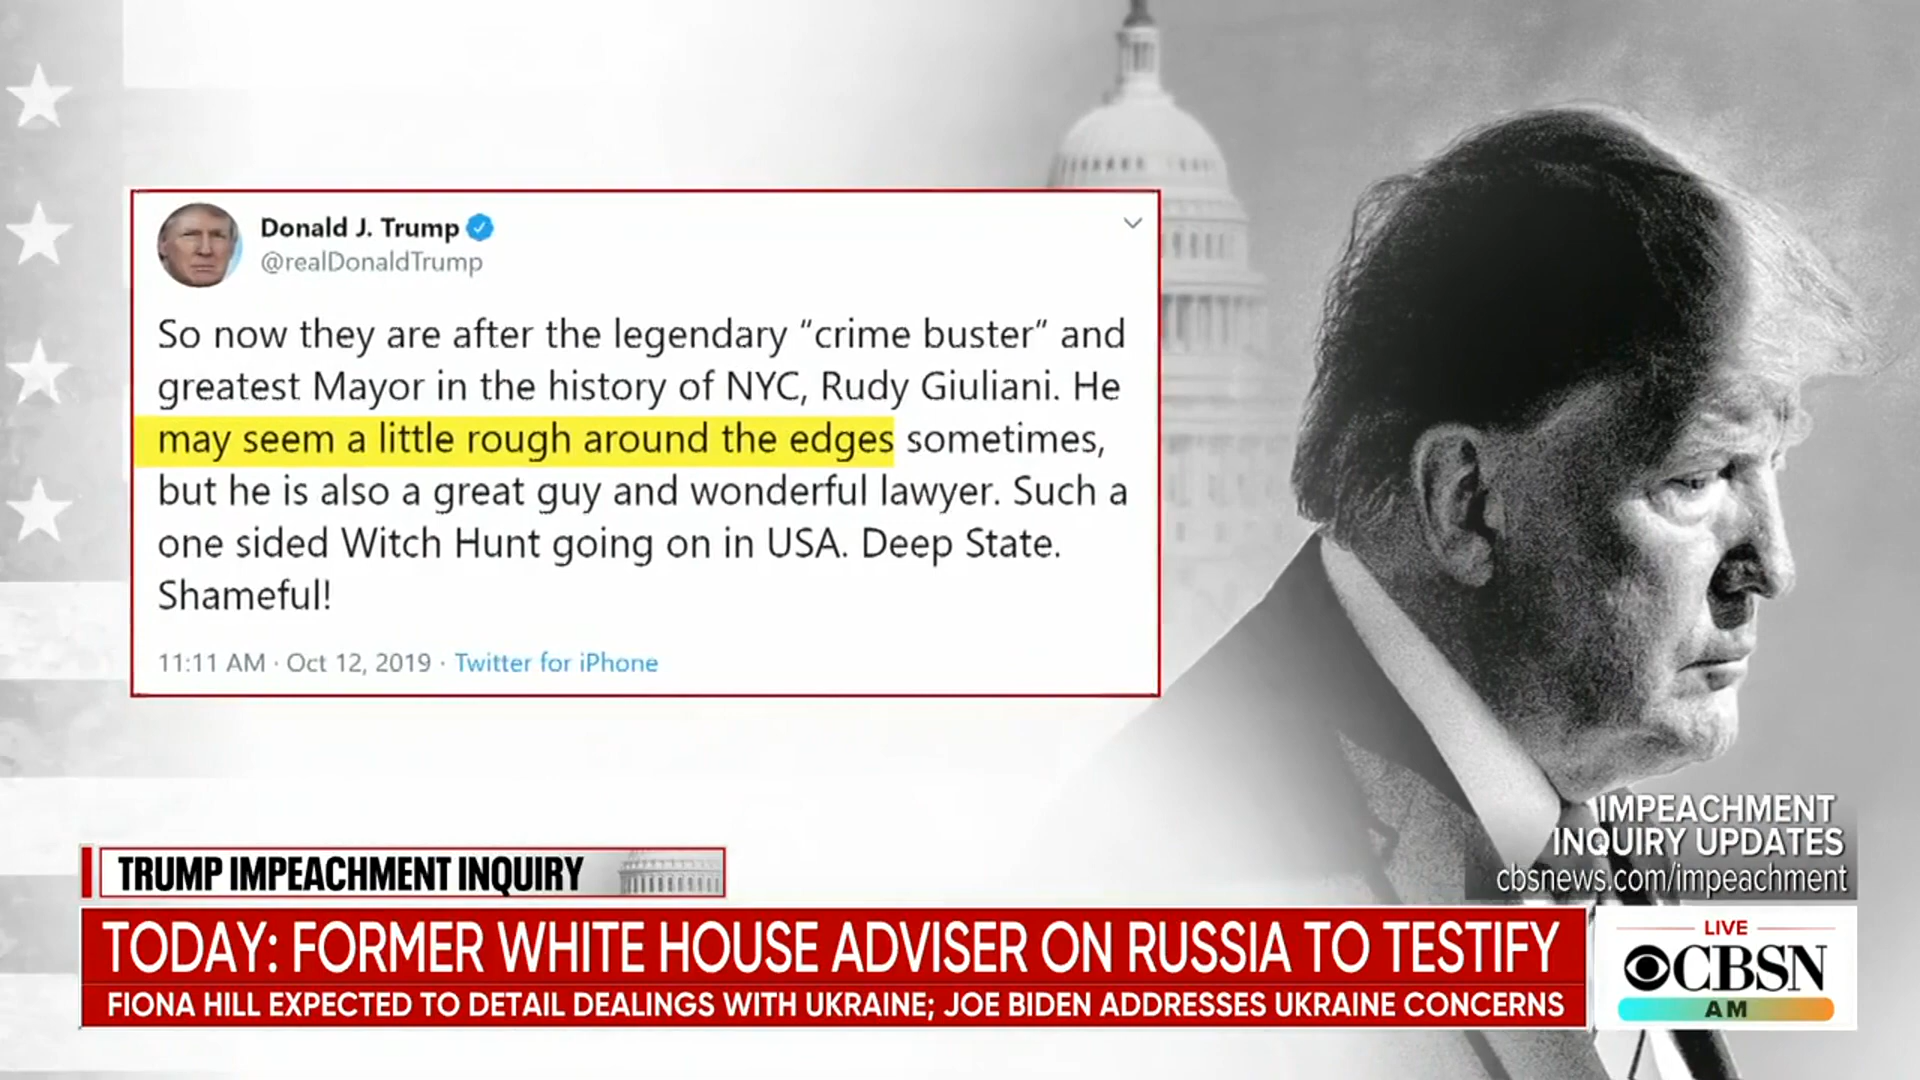 Donald J. Trump
@realDonaldTrump
So now they are after the legendary “crime buster” and
greatest Mayor in the history of NYC, Rudy Giuliani. He
may seem a little rough around the edges sometimes,
but he is also a great guy and wonderful lawyer. Such a
one sided Witch Hunt going on in USA. Deep State.
Shameful!
11:11 AM · Oct 12, 2019 · Twitter for iPhone
IMPEACHMENT
INQUIRY UPDATES
cbsnews.com/impeachment
TRUMP IMPEACHMENT INQUIRY
TODAY: FORMER WHITE HOUSE ADVISER ON RUSSIA TO TESTIFY
FIONA HILL EXPECTED TO DETAIL DEALINGS WITH UKRAINE; JOE BIDEN ADDRESSES UKRAINE CONCERNS
LIVE
CBSN
AM